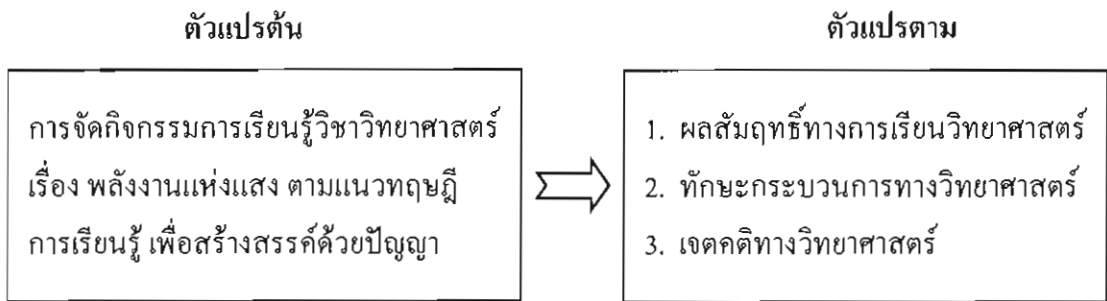 ตัวแปรต้น
การจัดกิจกรรมการเรียนรู้วิชาวิทยาศาสตร์
เรื่อง พลังงานแห่งแสง ตามแนวทฤษฎี
การเรียนรู้ เพื่อสร้างสรรค์ด้วยปัญญา
ตัวแปรตาม
1. ผลสัมฤทธิ์ทางการเรียนวิทยาศาสตร์
2. ทักษะกระบวนการทางวิทยาศาสตร์
3. เจตคติทางวิทยาศาสตร์